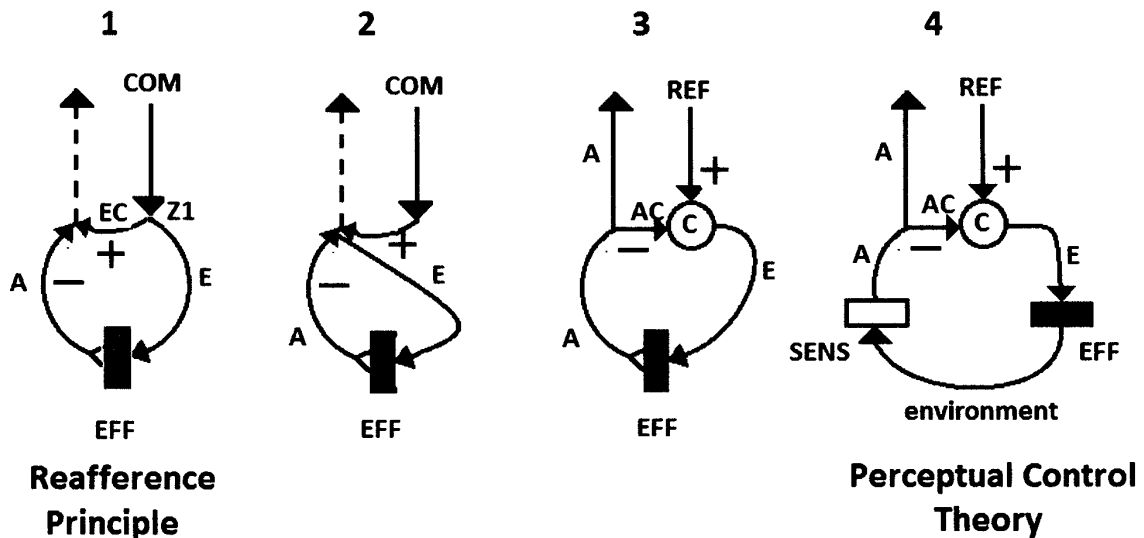 1 2 3 4
COM COM REF REF
A + A +
EC Z1 AC C AC C
+ + − −
A − E − E E A E
A A SENS EFF
EFF EFF EFF environment
Reafference Perceptual Control
Principle Theory